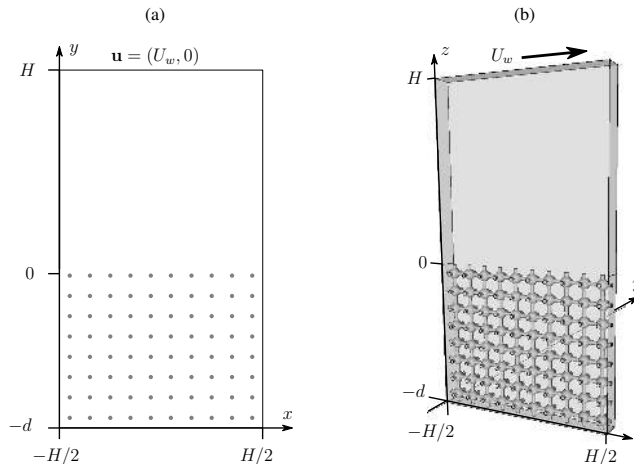 (a)
y
u = (U_w, 0)
H
0
−d
x
−H/2
H/2
(b)
z
U_w
H
0
−d
−H/2
H/2